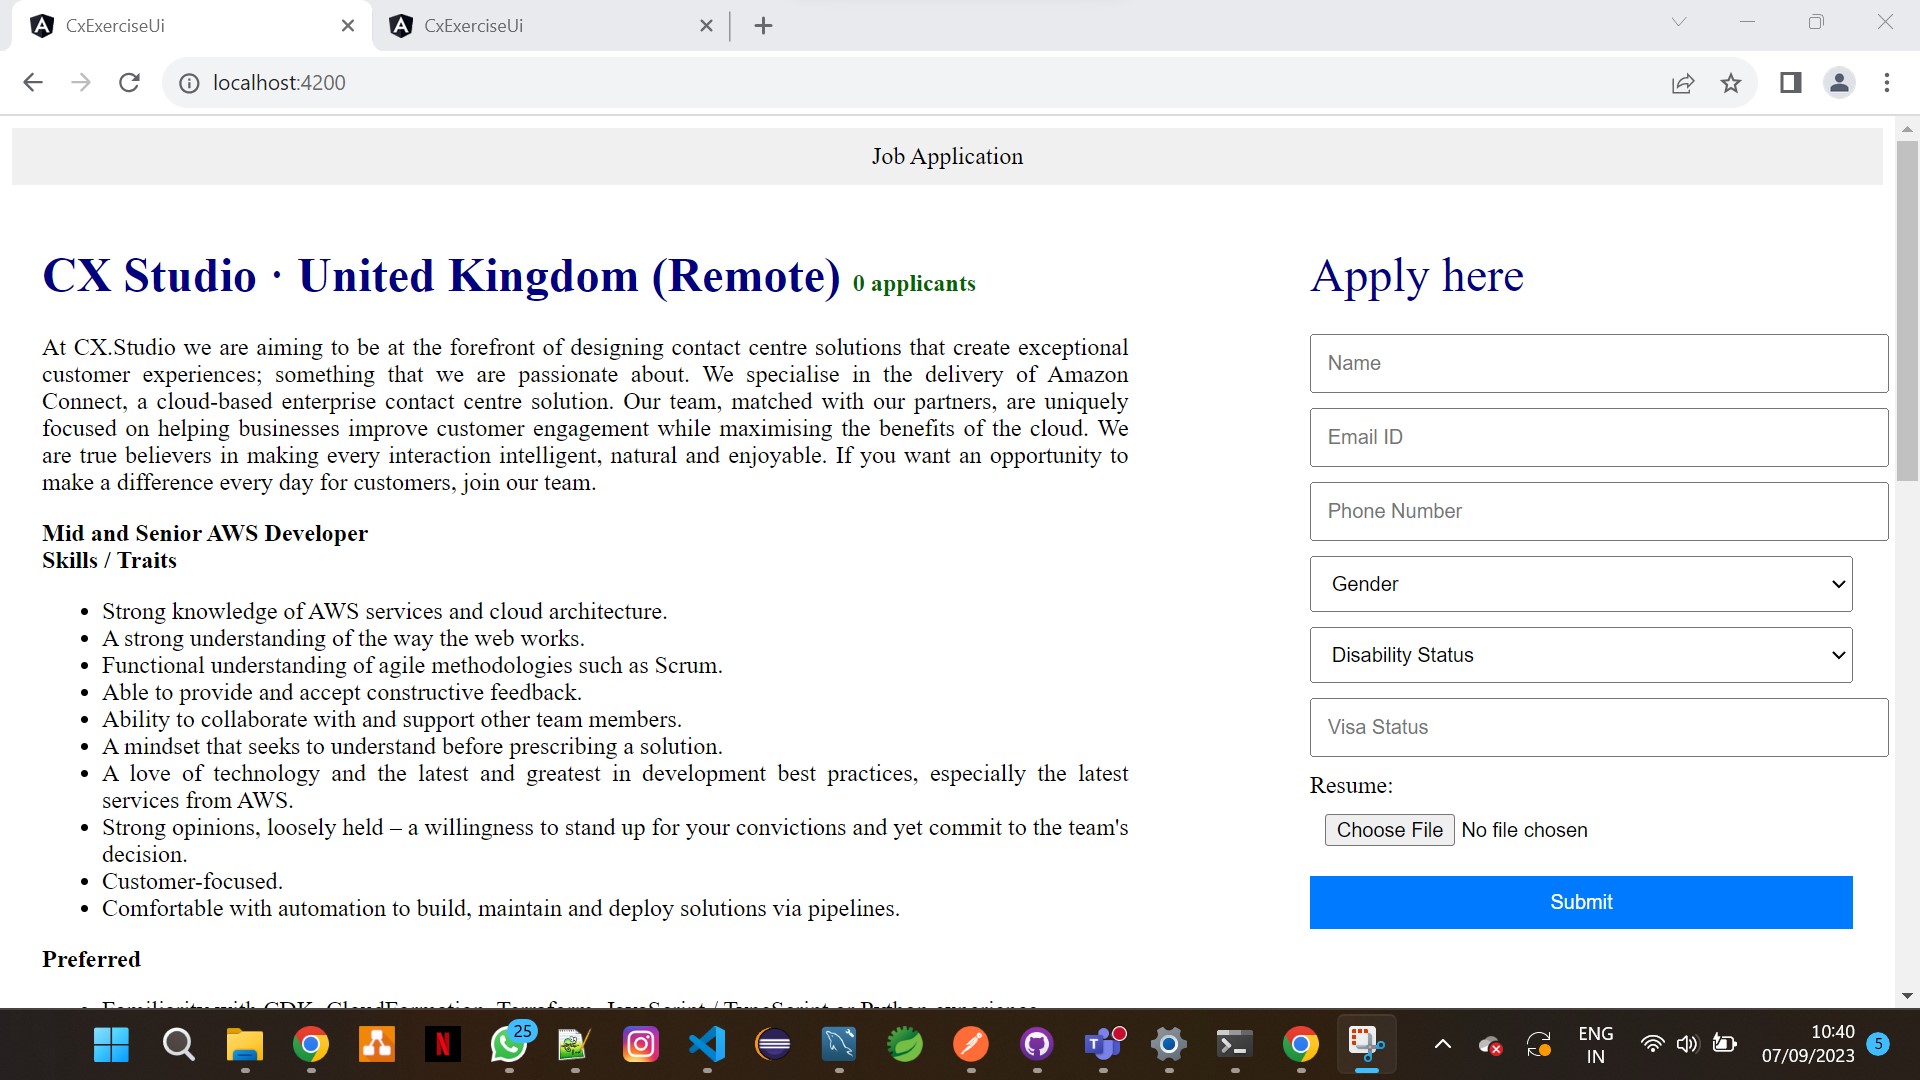 CxExerciseUi
CxExerciseUi
localhost:4200
Job Application
CX Studio · United Kingdom (Remote) 0 applicants
At CX.Studio we are aiming to be at the forefront of designing contact centre solutions that create exceptional
customer experiences; something that we are passionate about. We specialise in the delivery of Amazon
Connect, a cloud-based enterprise contact centre solution. Our team, matched with our partners, are uniquely
focused on helping businesses improve customer engagement while maximising the benefits of the cloud. We
are true believers in making every interaction intelligent, natural and enjoyable. If you want an opportunity to
make a difference every day for customers, join our team.
Mid and Senior AWS Developer
Skills / Traits
• Strong knowledge of AWS services and cloud architecture.
• A strong understanding of the way the web works.
• Functional understanding of agile methodologies such as Scrum.
• Able to provide and accept constructive feedback.
• Ability to collaborate with and support other team members.
• A mindset that seeks to understand before prescribing a solution.
• A love of technology and the latest and greatest in development best practices, especially the latest
services from AWS.
• Strong opinions, loosely held – a willingness to stand up for your convictions and yet commit to the team's
decision.
• Customer-focused.
• Comfortable with automation to build, maintain and deploy solutions via pipelines.
Preferred
• Familiarity with CDK, CloudFormation, Terraform, JavaScript / TypeScript or Python experience
Apply here
Name
Email ID
Phone Number
Gender
Disability Status
Visa Status
Resume:
Choose File No file chosen
Submit
N
25
ENG
IN
10:40
07/09/2023
5